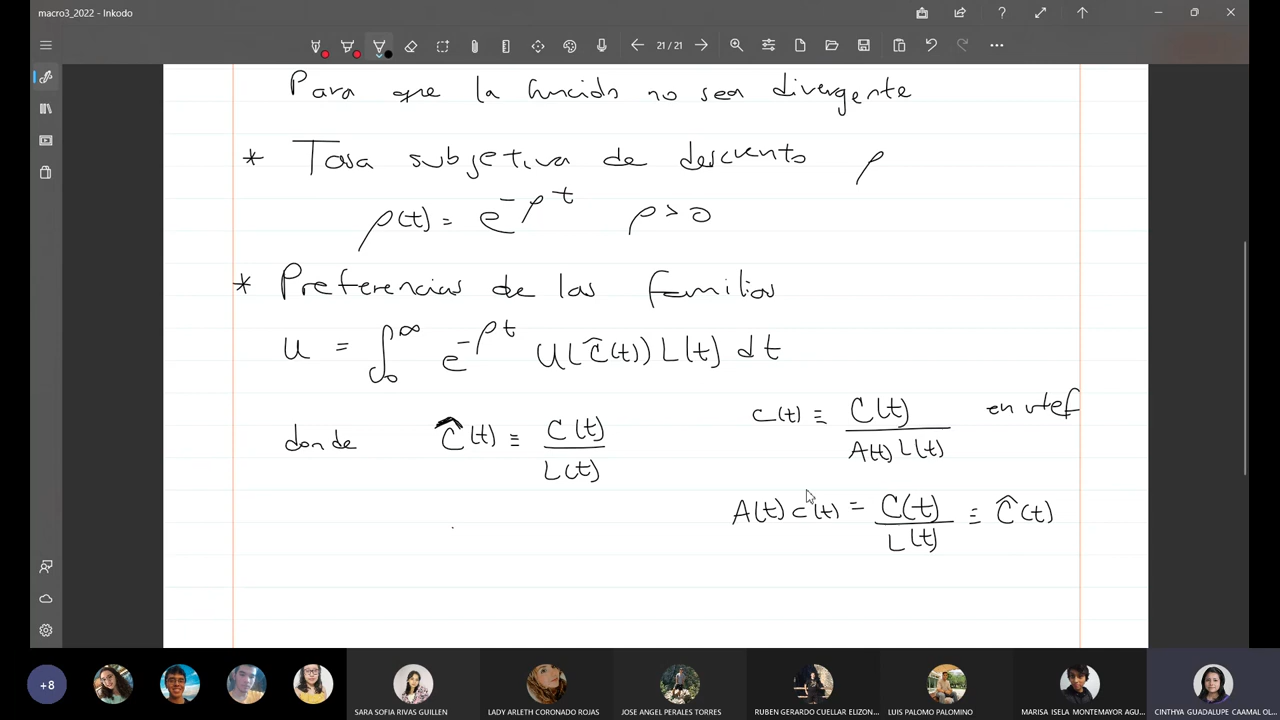 macro3_2022 - Inkodo
21 / 21
Para que la función no sea divergente
* Tasa subjetiva de descuento ρ
ρ(t) = e^-ρt ρ > 0
* Preferencias de las familias
U = ∫₀^∞ e^-ρt U(ĉ(t)) L(t) dt
donde ĉ(t) ≡ C(t)/L(t)
c(t) ≡ C(t)/A(t)L(t) en utef
A(t)c(t) = C(t)/L(t) ≡ ĉ(t)
+8
SARA SOFIA RIVAS GUILLEN
LADY ARLETH CORONADO ROJAS
JOSE ANGEL PERALES TORRES
RUBEN GERARDO CUELLAR ELIZON...
LUIS PALOMO PALOMINO
MARISA ISELA MONTEMAYOR AGU...
CINTHYA GUADALUPE CAAMAL OL...